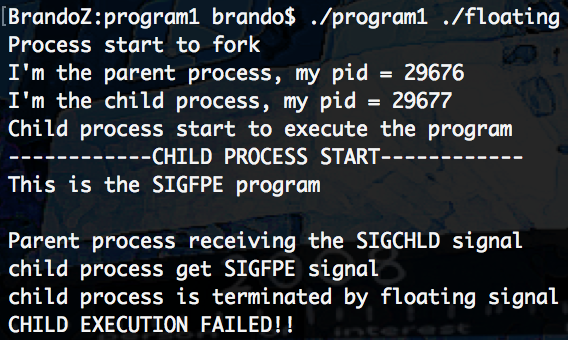 [BrandoZ:program1 brando$ ./program1 ./floating
Process start to fork
I'm the parent process, my pid = 29676
I'm the child process, my pid = 29677
Child process start to execute the program
------------CHILD PROCESS START------------
This is the SIGFPE program
Parent process receiving the SIGCHLD signal
child process get SIGFPE signal
child process is terminated by floating signal
CHILD EXECUTION FAILED!!